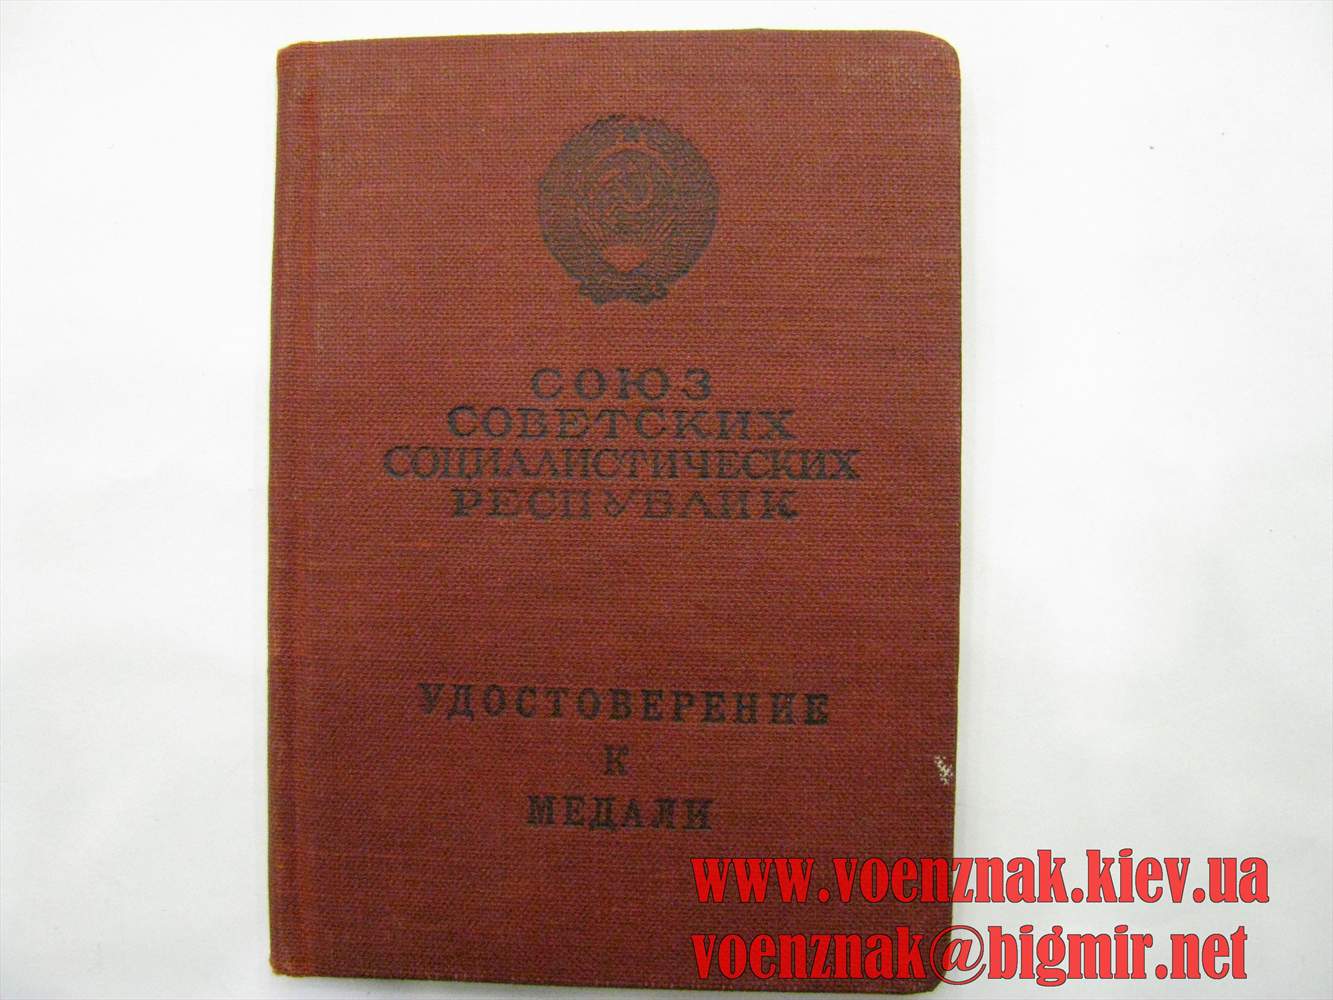 СОЮЗ
СОВЕТСКИХ
СОЦИАЛИСТИЧЕСКИХ
РЕСПУБЛИК
УДОСТОВЕРЕНИЕ
К
МЕДАЛИ
www.voenznak.kiev.ua
voenznak@bigmir.net